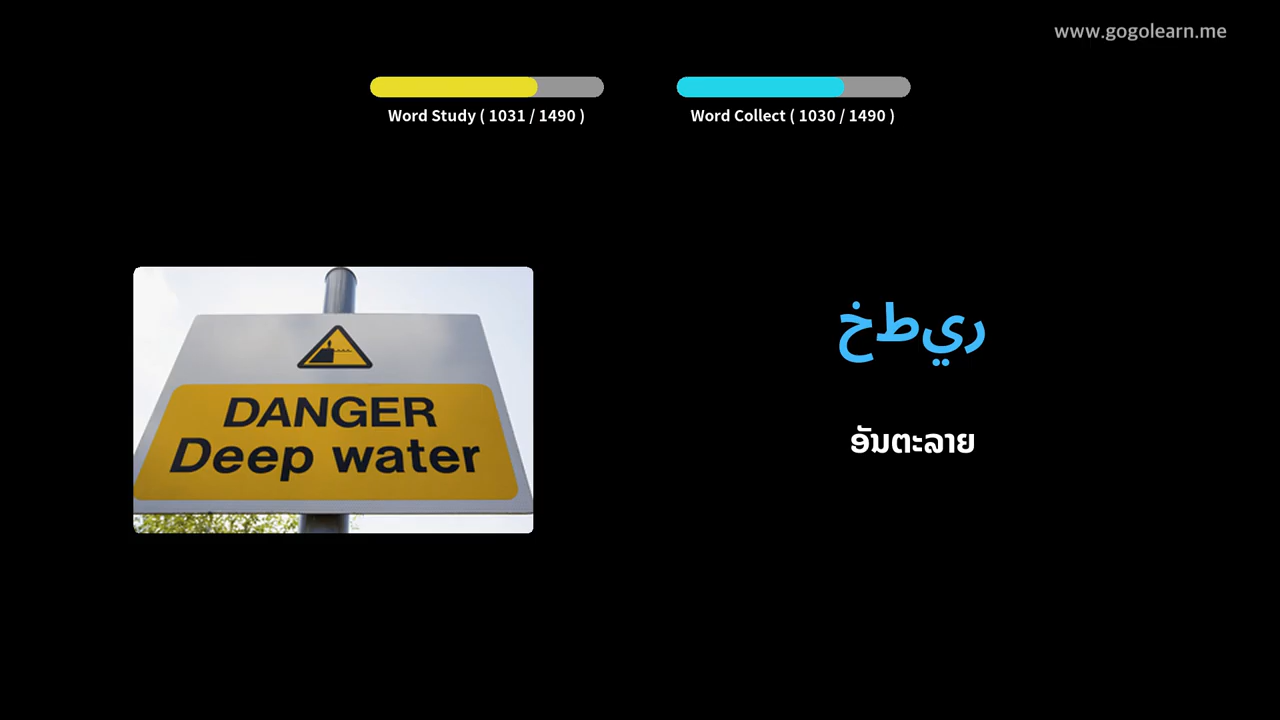 www.gogolearn.me
Word Study ( 1031 / 1490 )
Word Collect ( 1030 / 1490 )
DANGER
Deep water
ريطخ
ອັນຕະລາຍ